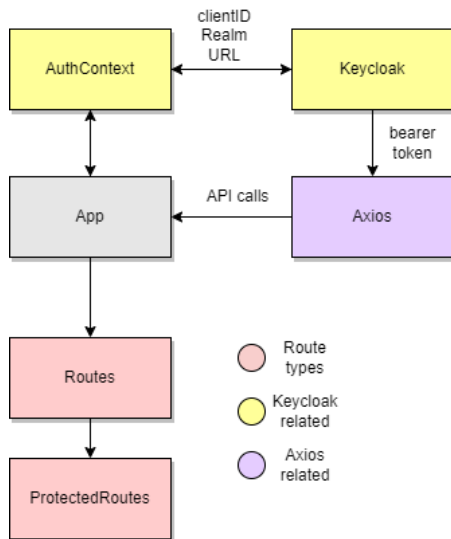 clientID
Realm
URL
AuthContext
Keycloak
bearer
token
App
API calls
Axios
Routes
Route
types
Keycloak
related
ProtectedRoutes
Axios
related